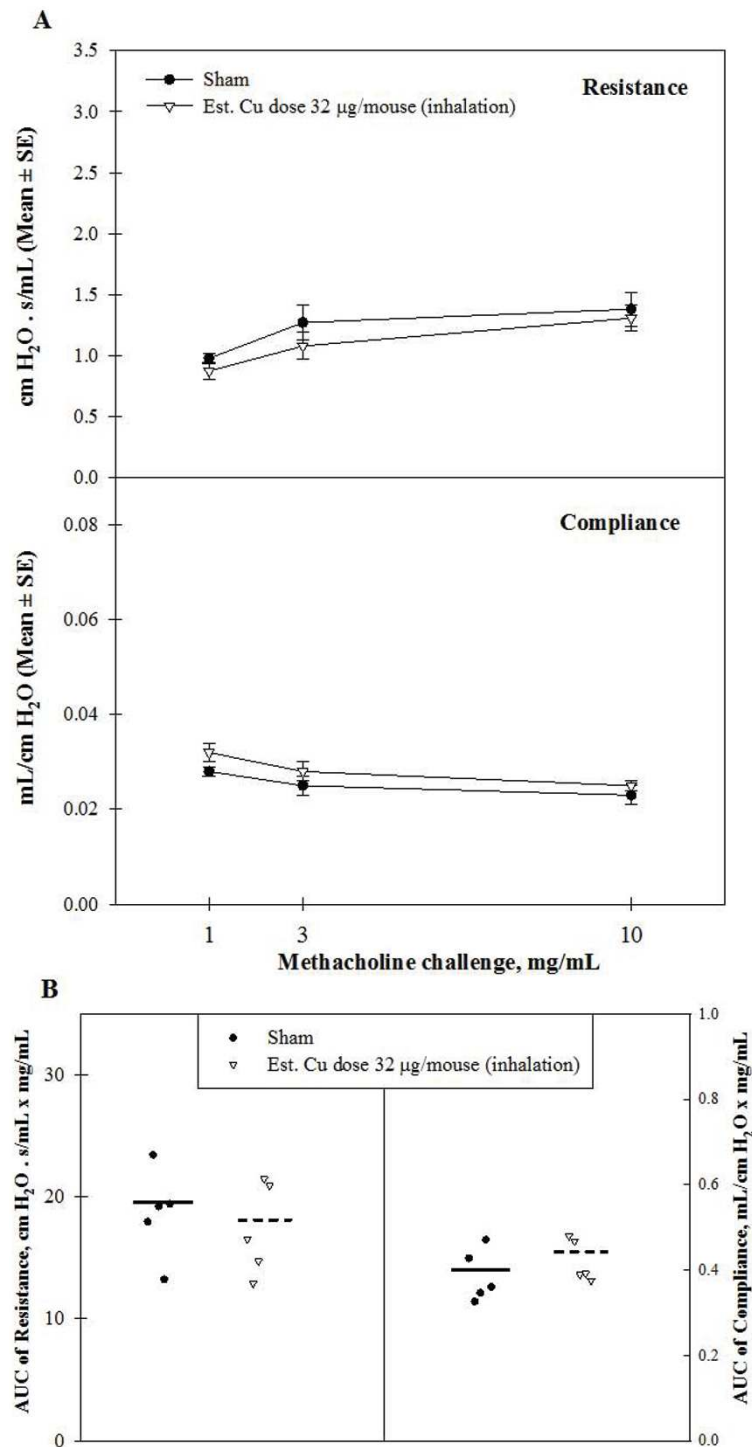 A
3.5
Sham
Resistance
Est. Cu dose 32 μg/mouse (inhalation)
3.0
2.5
2.0
1.5
1.0
0.5
0.0
cm H₂O . s/mL (Mean ± SE)
0.08
Compliance
0.06
0.04
0.02
0.00
mL/cm H₂O (Mean ± SE)
1 3 10
Methacholine challenge, mg/mL
B
Sham
Est. Cu dose 32 μg/mouse (inhalation)
30
20
10
0
AUC of Resistance, cm H₂O . s/mL x mg/mL
1.0
0.8
0.6
0.4
0.2
0.0
AUC of Compliance, mL/cm H₂O x mg/mL